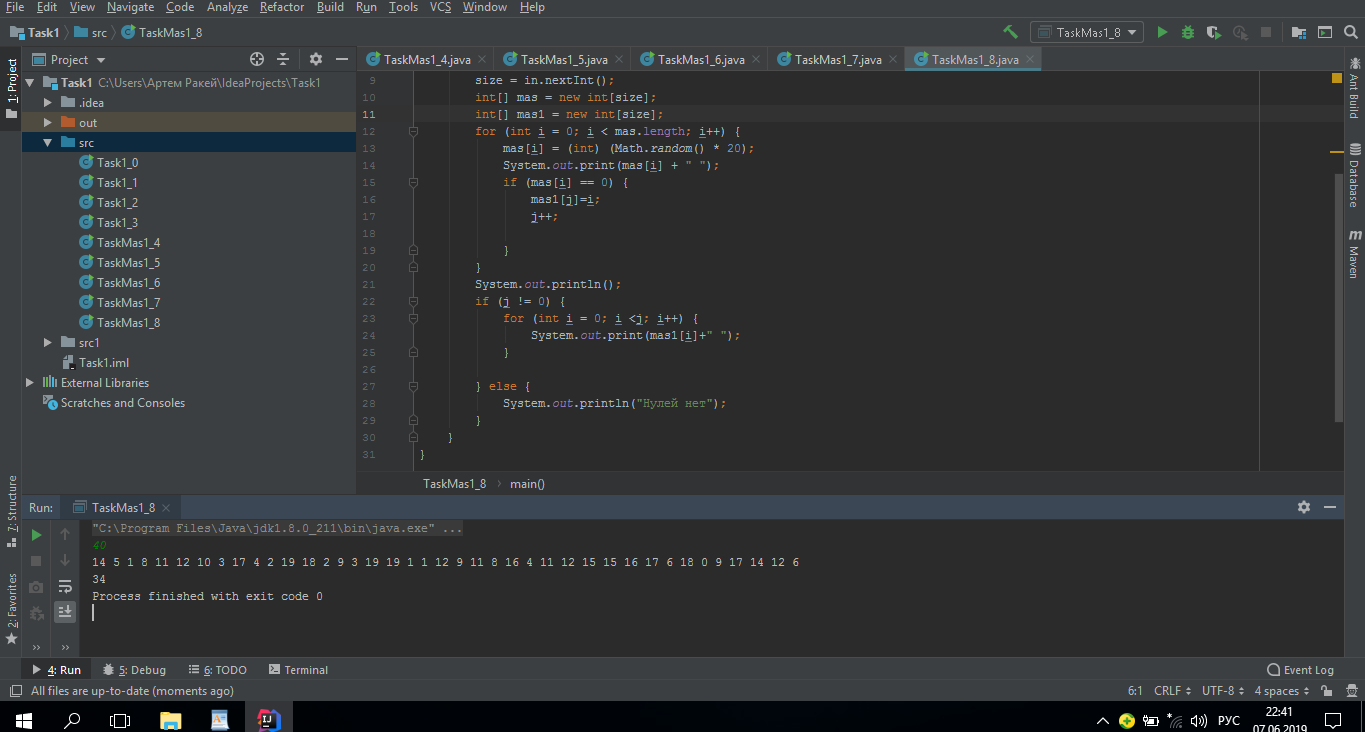 File Edit View Navigate Code Analyze Refactor Build Run Tools VCS Window Help
Task1 src TaskMas1_8 TaskMas1_8
Project TaskMas1_4.java TaskMas1_5.java TaskMas1_6.java TaskMas1_7.java TaskMas1_8.java
1: Project
Task1 C:\Users\Артем Ракей\IdeaProjects\Task1
.idea
out
src
Task1_0
Task1_1
Task1_2
Task1_3
TaskMas1_4
TaskMas1_5
TaskMas1_6
TaskMas1_7
TaskMas1_8
src1
Task1.iml
External Libraries
Scratches and Consoles
9 size = in.nextInt();
10 int[] mas = new int[size];
11 int[] mas1 = new int[size];
12 for (int i = 0; i < mas.length; i++) {
13 mas[i] = (int) (Math.random() * 20);
14 System.out.print(mas[i] + " ");
15 if (mas[i] == 0) {
16 mas1[j]=i;
17 j++;
18
19 }
20 }
21 System.out.println();
22 if (j != 0) {
23 for (int i = 0; i <j; i++) {
24 System.out.print(mas1[i]+" ");
25 }
26
27 } else {
28 System.out.println("Нулей нет");
29 }
30 }
31 }
TaskMas1_8 main()
Ant Build
Database
m Maven
7: Structure
2: Favorites
Run: TaskMas1_8
"C:\Program Files\Java\jdk1.8.0_211\bin\java.exe" ...
40
14 5 1 8 11 12 10 3 17 4 2 19 18 2 9 3 19 19 1 1 12 9 11 8 16 4 11 12 15 15 16 17 6 18 0 9 17 14 12 6
34
Process finished with exit code 0
4: Run 5: Debug 6: TODO Terminal Event Log
All files are up-to-date (moments ago) 6:1 CRLF UTF-8 4 spaces
РУС 22:41
07.06.2019